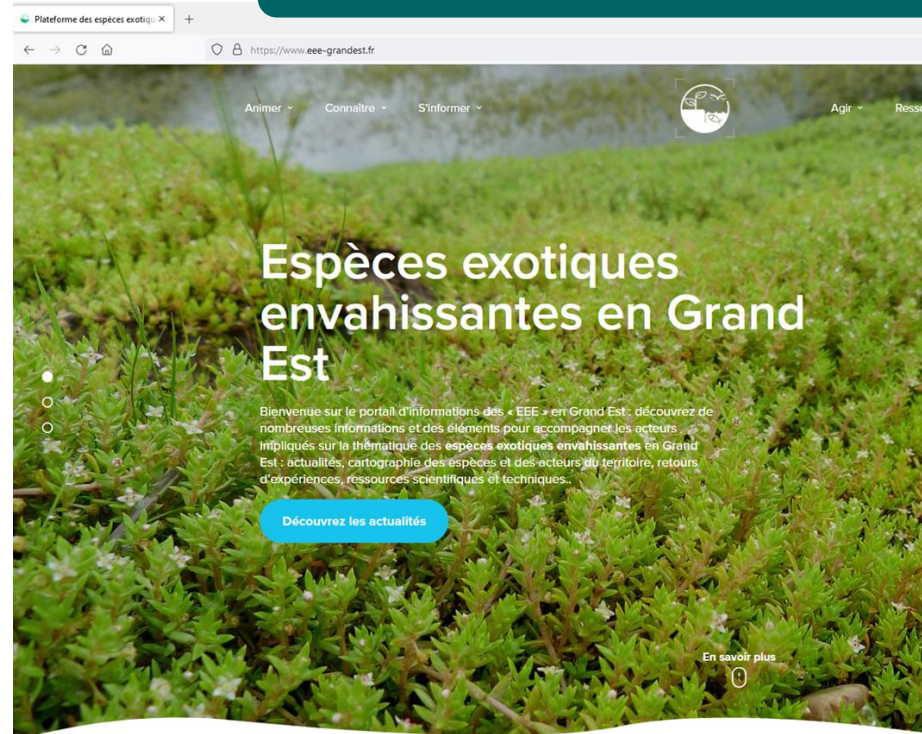 Plateforme des espèces exotiqu
https://www.eee-grandest.fr
Animer
Connaître
S'informer
Agir
Resso
Espèces exotiques
envahissantes en Grand
Est
Bienvenue sur le portail d'informations des « EEE » en Grand Est : découvrez de
nombreuses informations et des éléments pour accompagner les acteurs
impliqués sur la thématique des espèces exotiques envahissantes en Grand
Est : actualités, cartographie des espèces et des acteurs du territoire, retours
d'expériences, ressources scientifiques et techniques..
Découvrez les actualités
En savoir plus